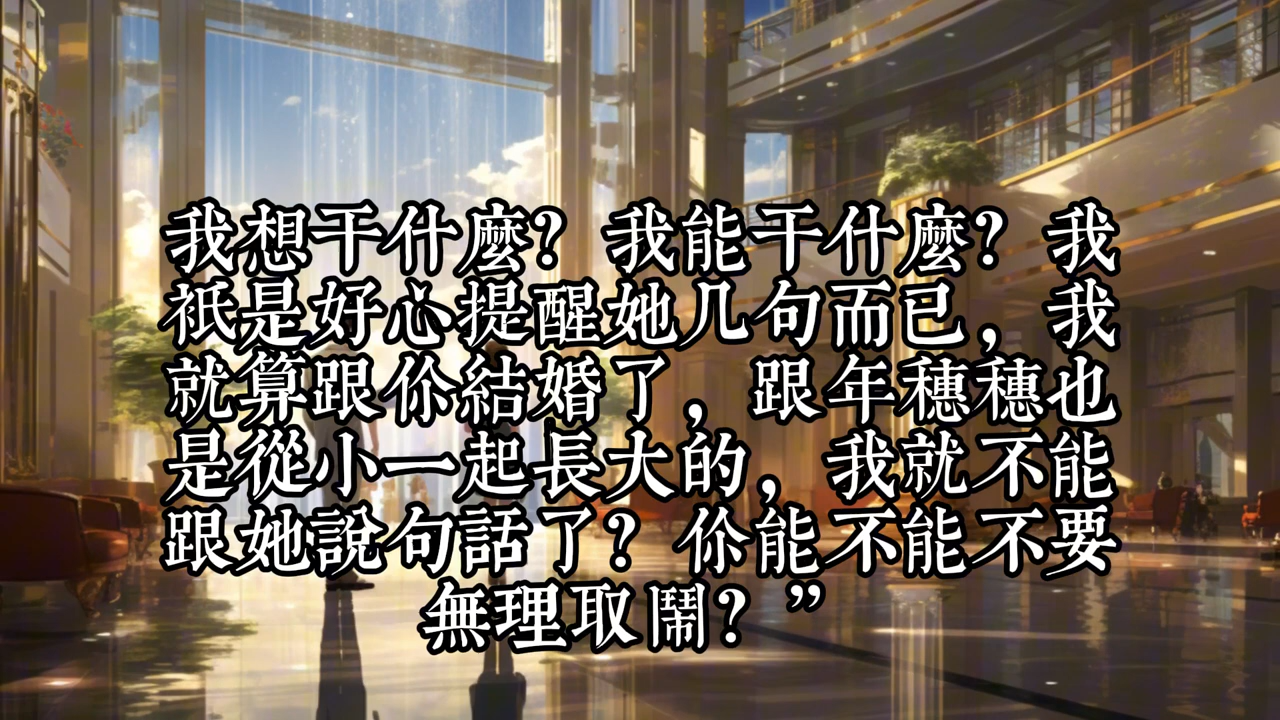 我想干什麼？我能干什麼？我
祇是好心提醒她几句而已，我
就算跟你結婚了，跟年穗穗也
是從小一起長大的，我就不能
跟她說句話了？你能不能不要
無理取鬧？”